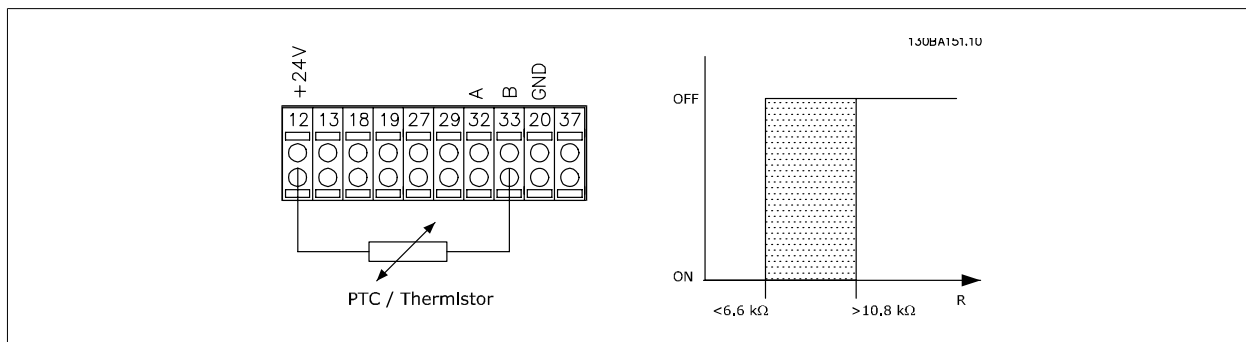 130BA151.10
+24V
A
B
GND
12 13 18 19 27 29 32 33 20 37
PTC / Thermistor
OFF
ON
<6.6 kΩ
>10.8 kΩ
R